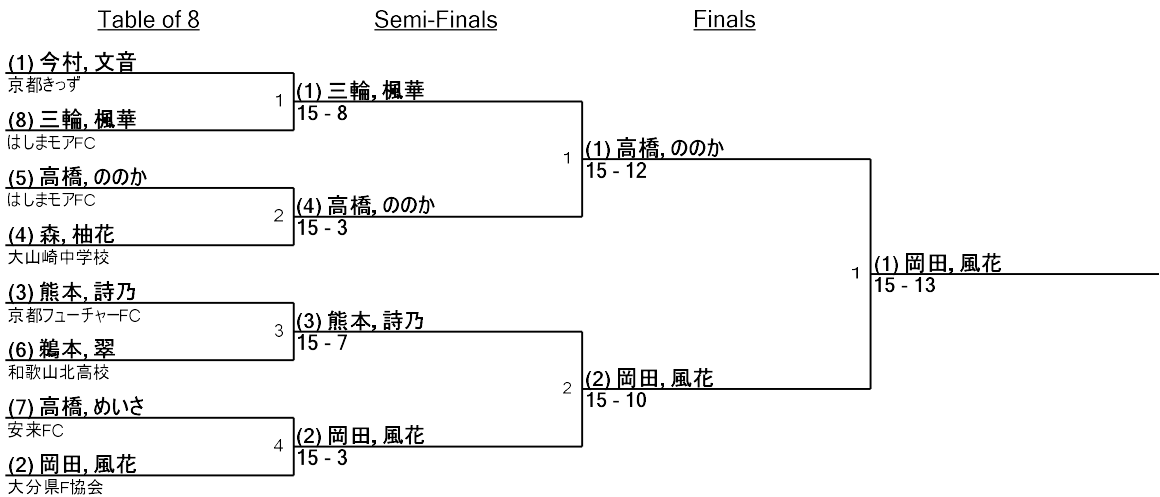 Table of 8
Semi-Finals
Finals
(1) 今村, 文音
京都きっず
1
(1) 三輪, 楓華
15 - 8
(8) 三輪, 楓華
はしまモアFC
1
(1) 高橋, ののか
15 - 12
(5) 高橋, ののか
はしまモアFC
2
(4) 高橋, ののか
15 - 3
(4) 森, 柚花
大山崎中学校
1
(1) 岡田, 風花
15 - 13
(3) 熊本, 詩乃
京都フューチャーFC
3
(3) 熊本, 詩乃
15 - 7
(6) 鵜本, 翠
和歌山北高校
2
(2) 岡田, 風花
15 - 10
(7) 高橋, めいさ
安来FC
4
(2) 岡田, 風花
15 - 3
(2) 岡田, 風花
大分県F協会